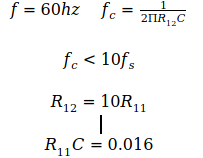 f = 60hz f_c = 1/(2ΠR_12C)
f_c < 10f_s
R_12 = 10R_11
R_11C = 0.016